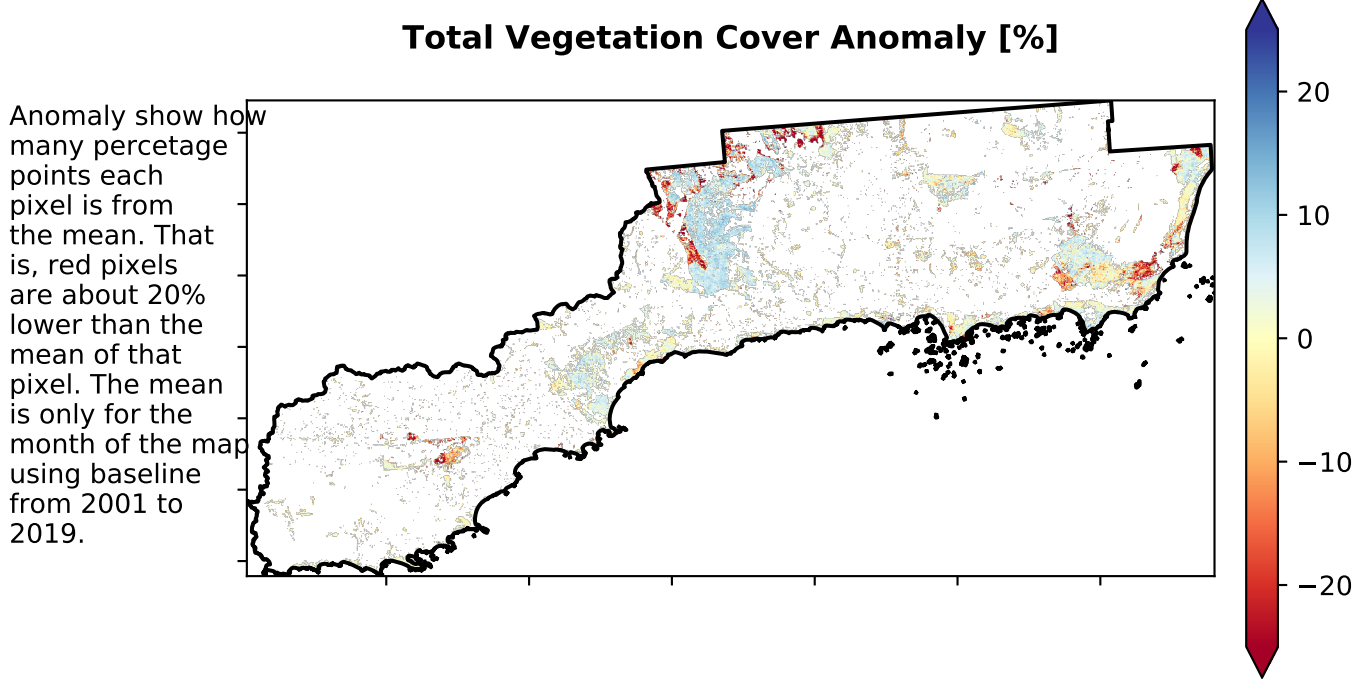 Total Vegetation Cover Anomaly [%]
Anomaly show how
many percetage
points each
pixel is from
the mean. That
is, red pixels
are about 20%
lower than the
mean of that
pixel. The mean
is only for the
month of the map
using baseline
from 2001 to
2019.
20
10
0
−10
−20